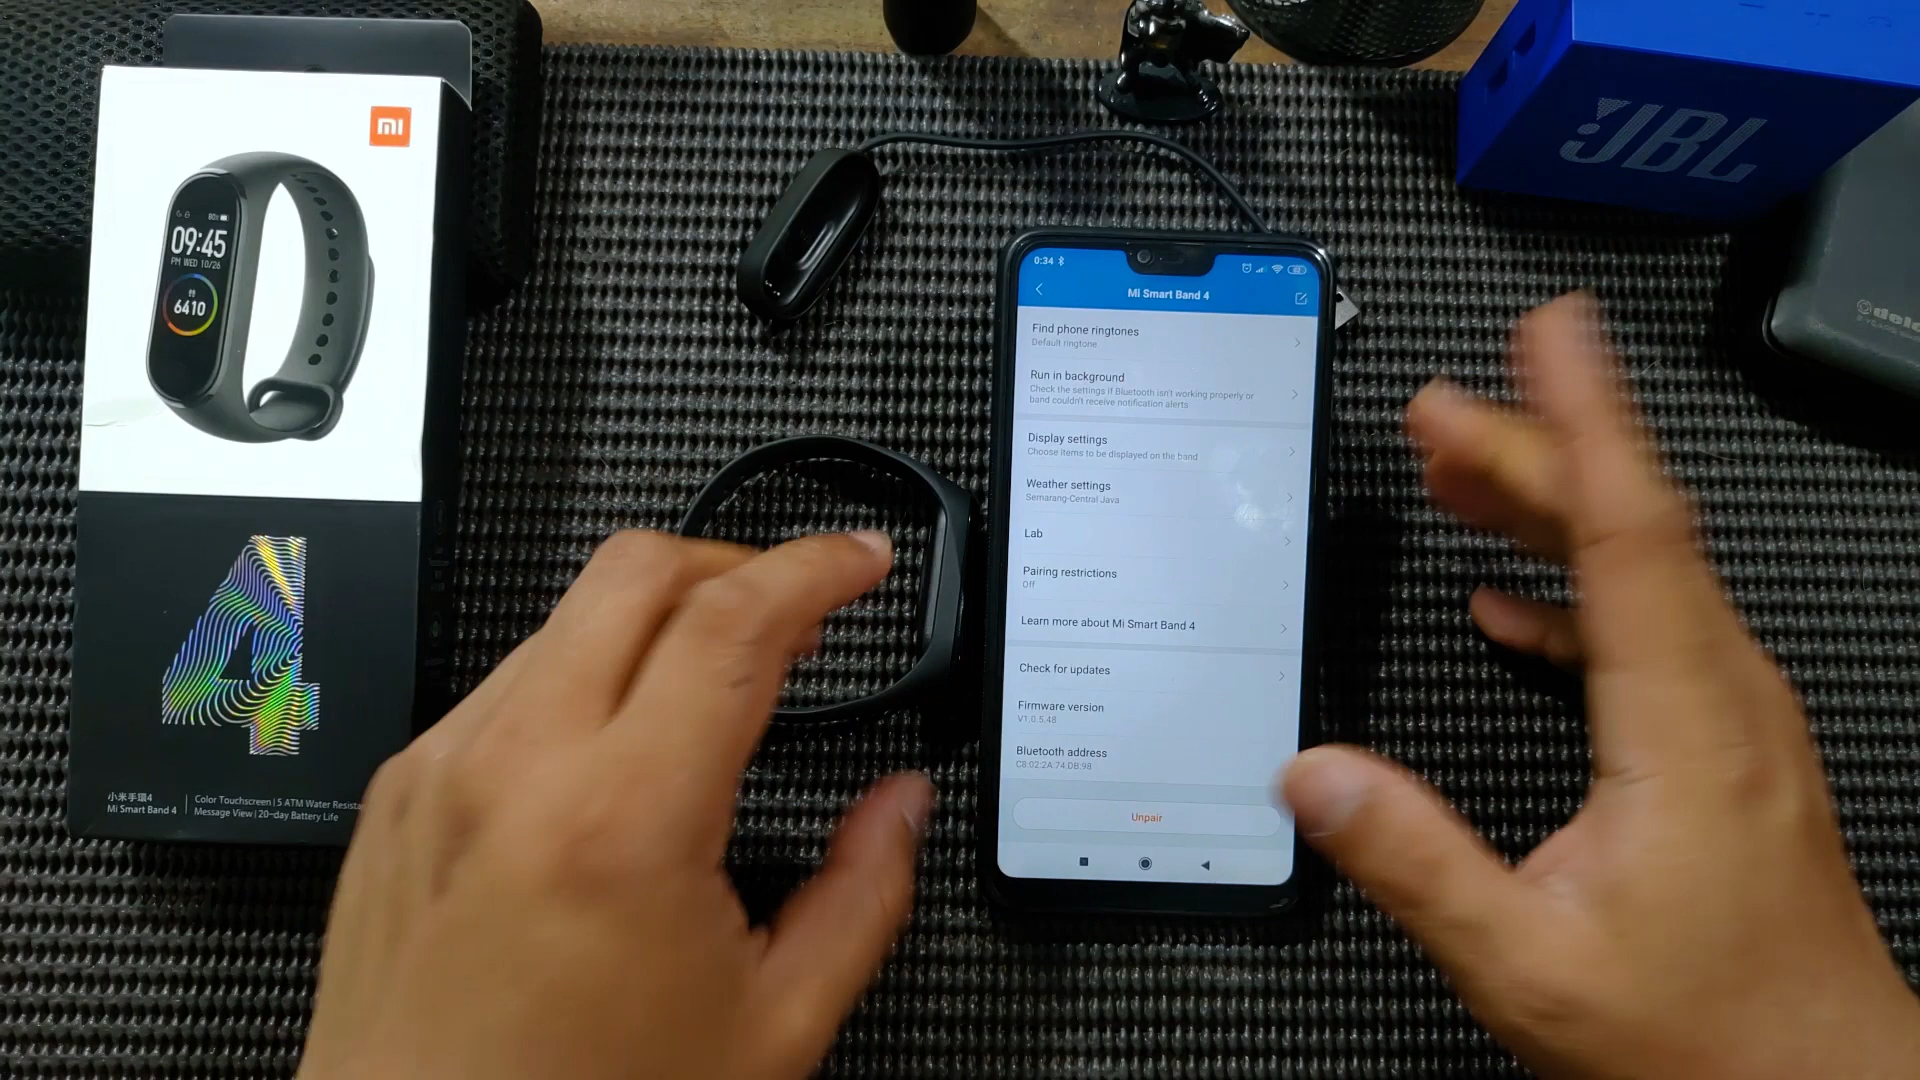 mi
09:45
PM WED 10/26
6410
小米手環4
Mi Smart Band 4
Color Touchscreen | 5 ATM Water Resista
Message View | 20-day Battery Life
4
JBL
0:34
Mi Smart Band 4
Find phone ringtones
Default ringtone
Run in background
Check the settings if Bluetooth isn't working properly or
band couldn't receive notification alerts
Display settings
Choose items to be displayed on the band
Weather settings
Semarang-Central Java
Lab
Pairing restrictions
Off
Learn more about Mi Smart Band 4
Check for updates
Firmware version
V1.0.5.48
Bluetooth address
C8:02:2A:74:DB:98
Unpair